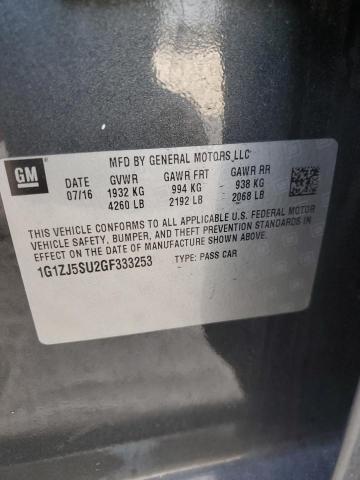 GM
MFD BY GENERAL MOTORS LLC
DATE GVWR GAWR FRT GAWR RR
07/16 1932 KG 994 KG 938 KG
4260 LB 2192 LB 2068 LB
THIS VEHICLE CONFORMS TO ALL APPLICABLE U.S. FEDERAL MOTOR
VEHICLE SAFETY, BUMPER, AND THEFT PREVENTION STANDARDS IN
EFFECT ON THE DATE OF MANUFACTURE SHOWN ABOVE.
1G1ZJ5SU2GF333253 TYPE: PASS CAR